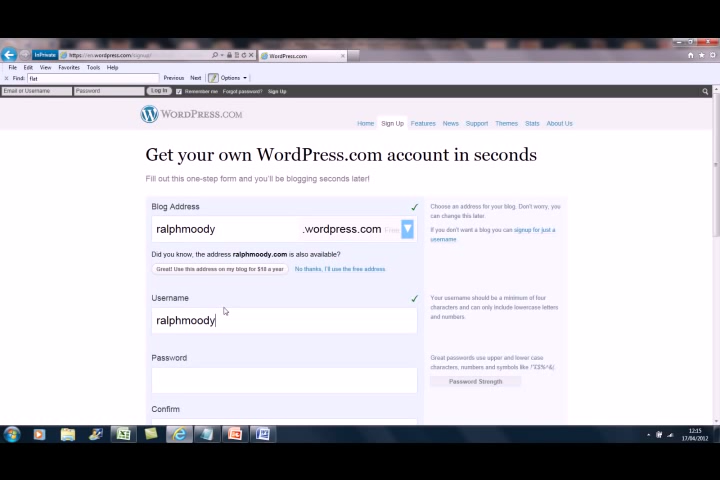 InPrivate https://en.wordpress.com/signup/ WordPress.com
File Edit View Favorites Tools Help
Find: flat Previous Next Options
Email or Username Password Log In Remember me Forgot password? Sign Up
WORDPRESS.COM
Home Sign Up Features News Support Themes Stats About Us
Get your own WordPress.com account in seconds
Fill out this one-step form and you'll be blogging seconds later!
Blog Address
ralphmoody .wordpress.com Free
Choose an address for your blog. Don't worry, you
can change this later.
If you don't want a blog you can signup for just a
username.
Did you know, the address ralphmoody.com is also available?
Great! Use this address on my blog for $18 a year No thanks, I'll use the free address
Username
ralphmoody
Your username should be a minimum of four
characters and can only include lowercase letters
and numbers.
Password
Great passwords use upper and lower case
characters, numbers and symbols like
Password Strength
Confirm
12:15
17/04/2012